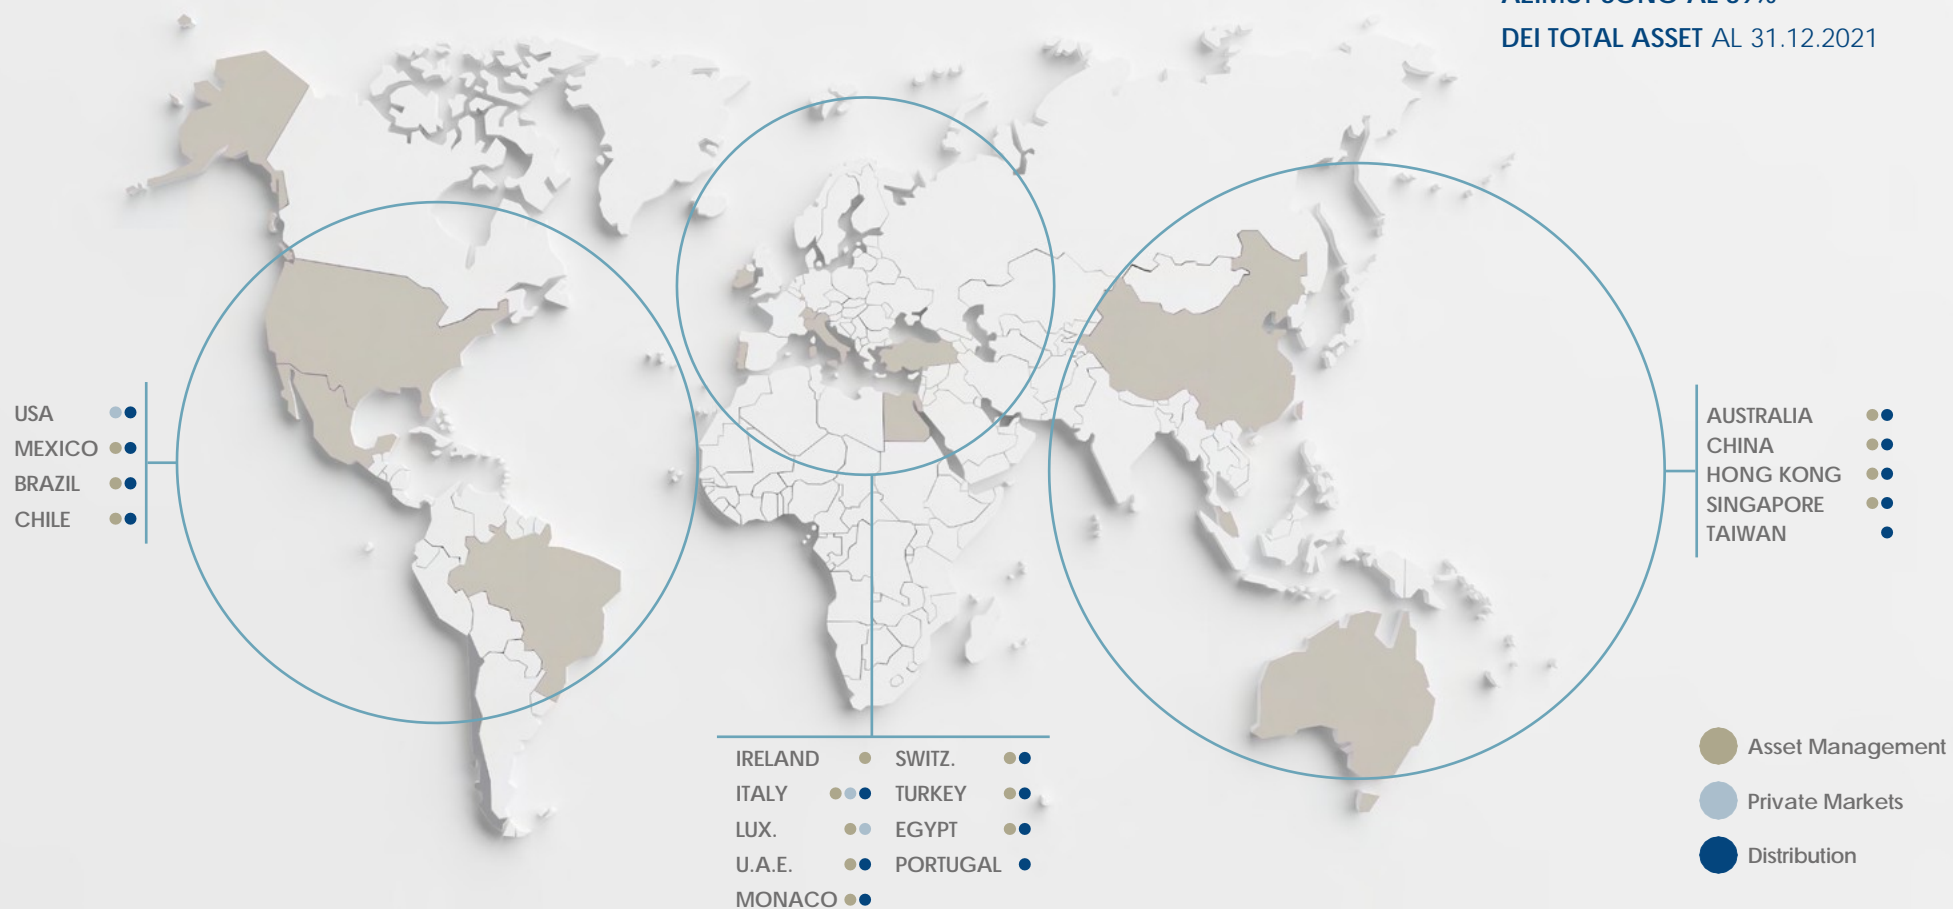 DEI TOTAL ASSET AL 31.12.2021
USA
MEXICO
BRAZIL
CHILE
AUSTRALIA
CHINA
HONG KONG
SINGAPORE
TAIWAN
IRELAND
ITALY
LUX.
U.A.E.
MONACO
SWITZ.
TURKEY
EGYPT
PORTUGAL
Asset Management
Private Markets
Distribution